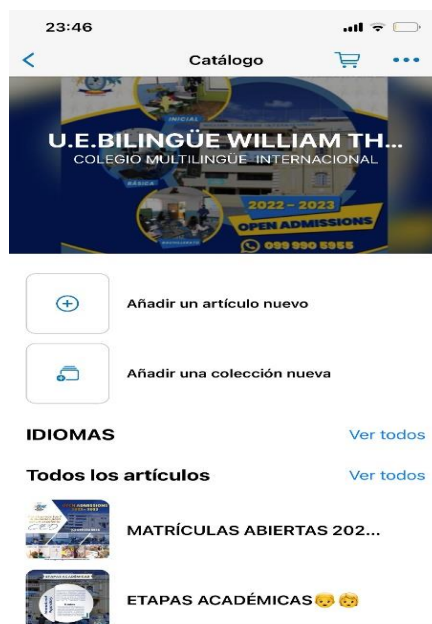 23:46
Catálogo
INICIAL
U.E.BILINGÜE WILLIAM TH...
COLEGIO MULTILINGÜE INTERNACIONAL
BÁSICA
2022 – 2023
OPEN ADMISSIONS
BACHILLERATO
099 990 5955
Añadir un artículo nuevo
Añadir una colección nueva
IDIOMAS
Ver todos
Todos los artículos
Ver todos
MATRÍCULAS ABIERTAS 202...
ETAPAS ACADÉMICAS👦👧